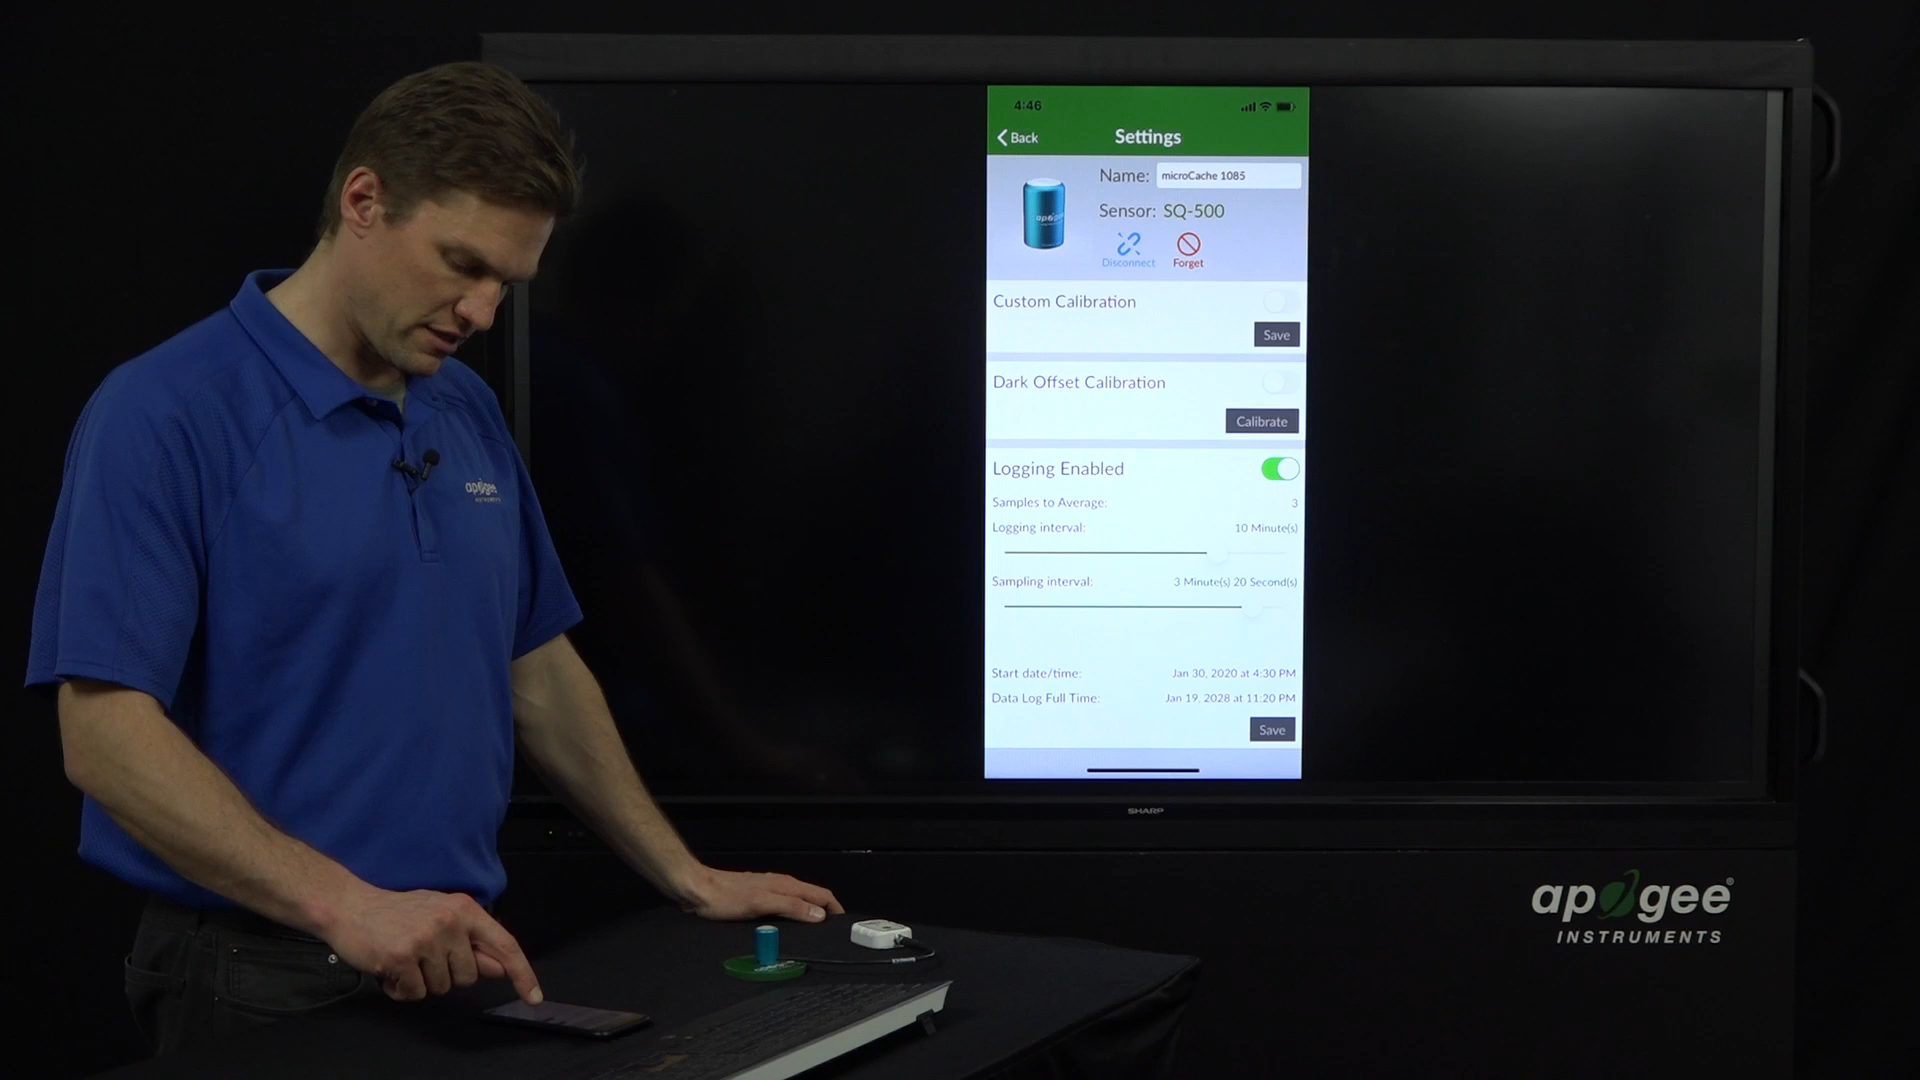 4:46
Back
Settings
Name: microCache 1085
Sensor: SQ-500
apogee
Disconnect
Forget
Custom Calibration
Save
Dark Offset Calibration
Calibrate
Logging Enabled
Samples to Average: 3
Logging interval: 10 Minute(s)
Sampling interval: 3 Minute(s) 20 Second(s)
Start date/time: Jan 30, 2020 at 4:30 PM
Data Log Full Time: Jan 19, 2028 at 11:20 PM
Save
SHARP
apogee
INSTRUMENTS
apogee®
INSTRUMENTS